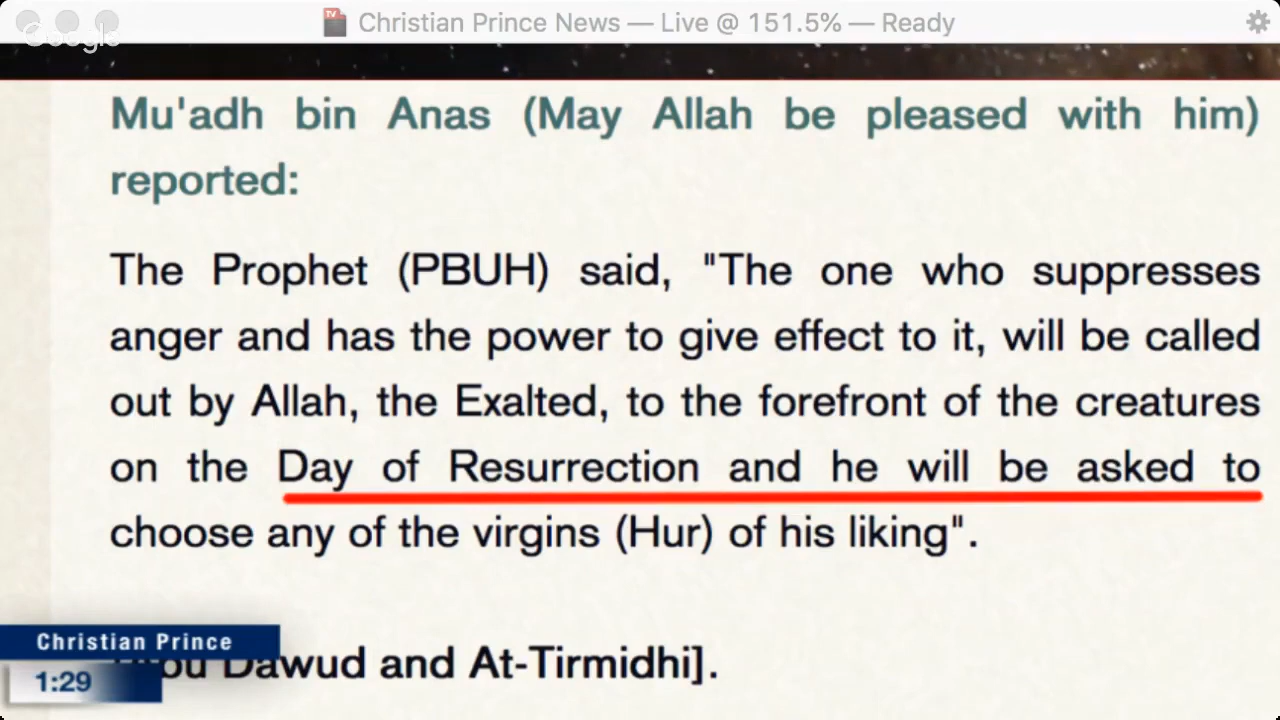 TV
Christian Prince News — Live @ 151.5% — Ready
Google
Mu'adh bin Anas (May Allah be pleased with him)
reported:
The Prophet (PBUH) said, "The one who suppresses
anger and has the power to give effect to it, will be called
out by Allah, the Exalted, to the forefront of the creatures
on the Day of Resurrection and he will be asked to
choose any of the virgins (Hur) of his liking".
Dawud and At-Tirmidhi].
Christian Prince
1:29